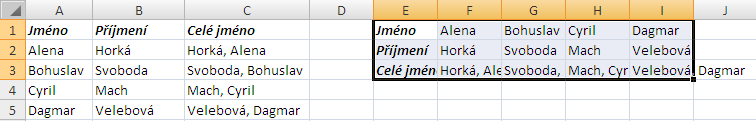 A B C D E F G H I J
1 Jméno Příjmení Celé jméno Jméno Alena Bohuslav Cyril Dagmar
2 Alena Horká Horká, Alena Příjmení Horká Svoboda Mach Velebová
3 Bohuslav Svoboda Svoboda, Bohuslav Celé jméno Horká, Ale Svoboda, Mach, Cyr Velebová, Dagmar
4 Cyril Mach Mach, Cyril
5 Dagmar Velebová Velebová, Dagmar